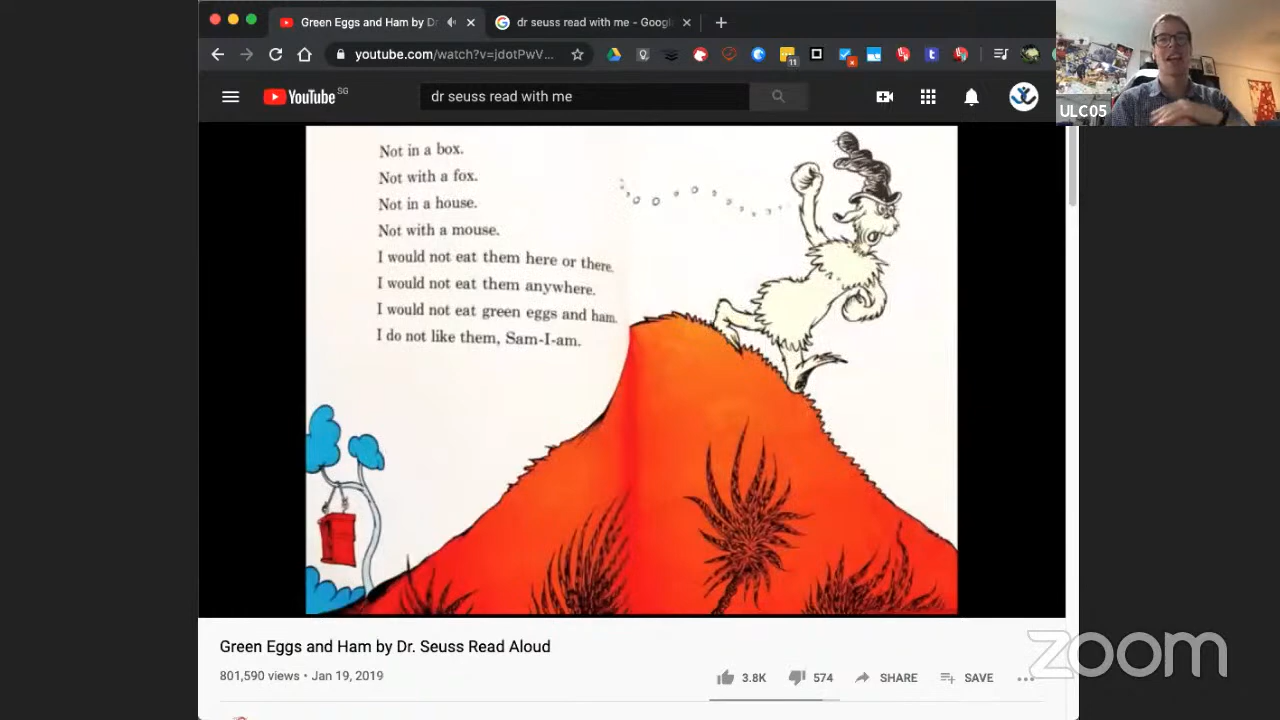 Green Eggs and Ham by Dr
dr seuss read with me - Goog
youtube.com/watch?v=jdotPwV...
11
t
YouTube SG
dr seuss read with me
ULC05
Not in a box.
Not with a fox.
Not in a house.
Not with a mouse.
I would not eat them here or there.
I would not eat them anywhere.
I would not eat green eggs and ham.
I do not like them, Sam-I-am.
Green Eggs and Ham by Dr. Seuss Read Aloud
801,590 views • Jan 19, 2019
3.8K
574
SHARE
SAVE
zoom